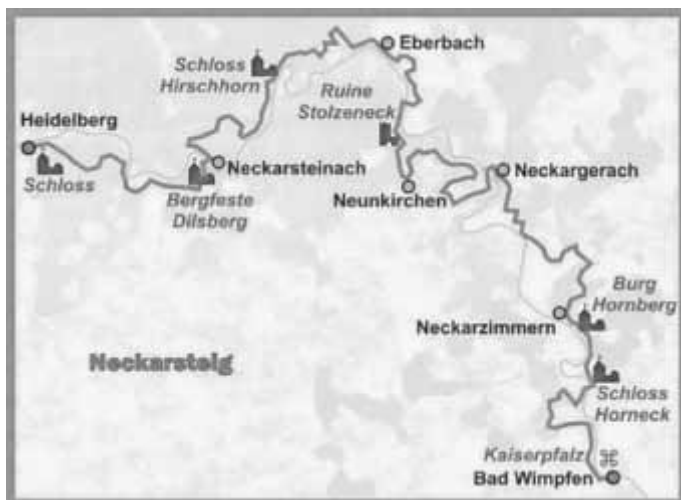 Eberbach
Schloss
Hirschhorn
Ruine
Stolzeneck
Heidelberg
Schloss
Neckarsteinach
Bergfeste
Dilsberg
Neckargerach
Neunkirchen
Burg
Hornberg
Neckarzimmern
Neckarsteig
Schloss
Horneck
Kaiserpfalz
Bad Wimpfen